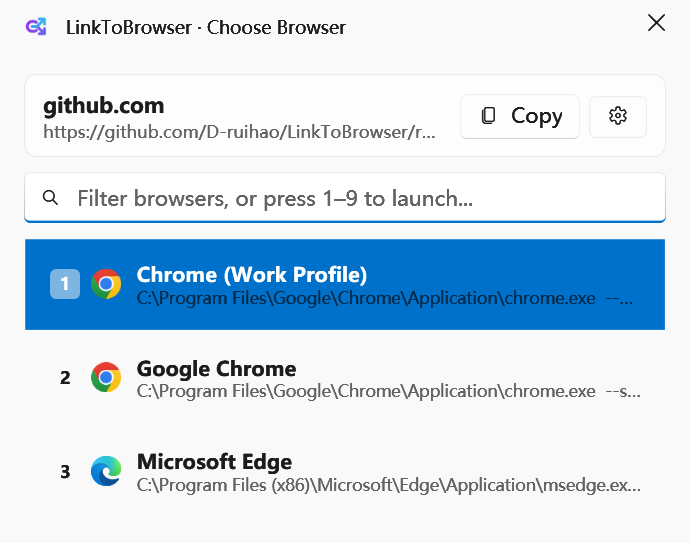 LinkToBrowser · Choose Browser
github.com
https://github.com/D-ruihao/LinkToBrowser/r...
Copy
Filter browsers, or press 1–9 to launch...
1
Chrome (Work Profile)
C:\Program Files\Google\Chrome\Application\chrome.exe --...
2
Google Chrome
C:\Program Files\Google\Chrome\Application\chrome.exe --s...
3
Microsoft Edge
C:\Program Files (x86)\Microsoft\Edge\Application\msedge.ex...